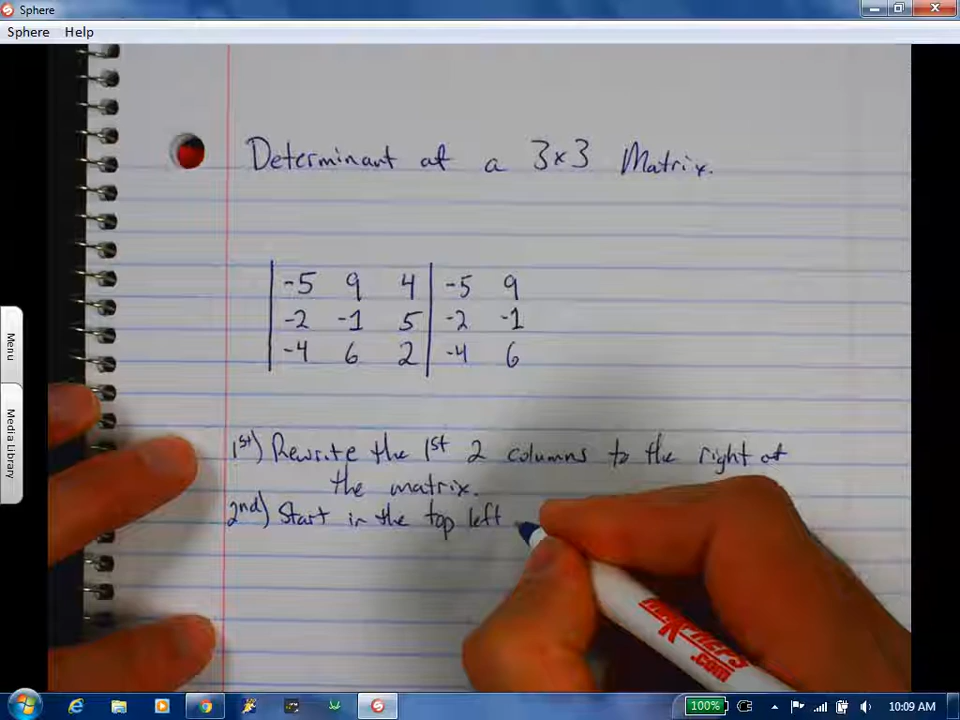 Sphere
Sphere Help
Determinant of a 3x3 Matrix.
-5 9 4 -5 9
-2 -1 5 -2 -1
-4 6 2 -4 6
1st) Rewrite the 1st 2 columns to the right of
the matrix.
2nd) Start in the top left
Menu
Media Library
.com
100%
10:09 AM